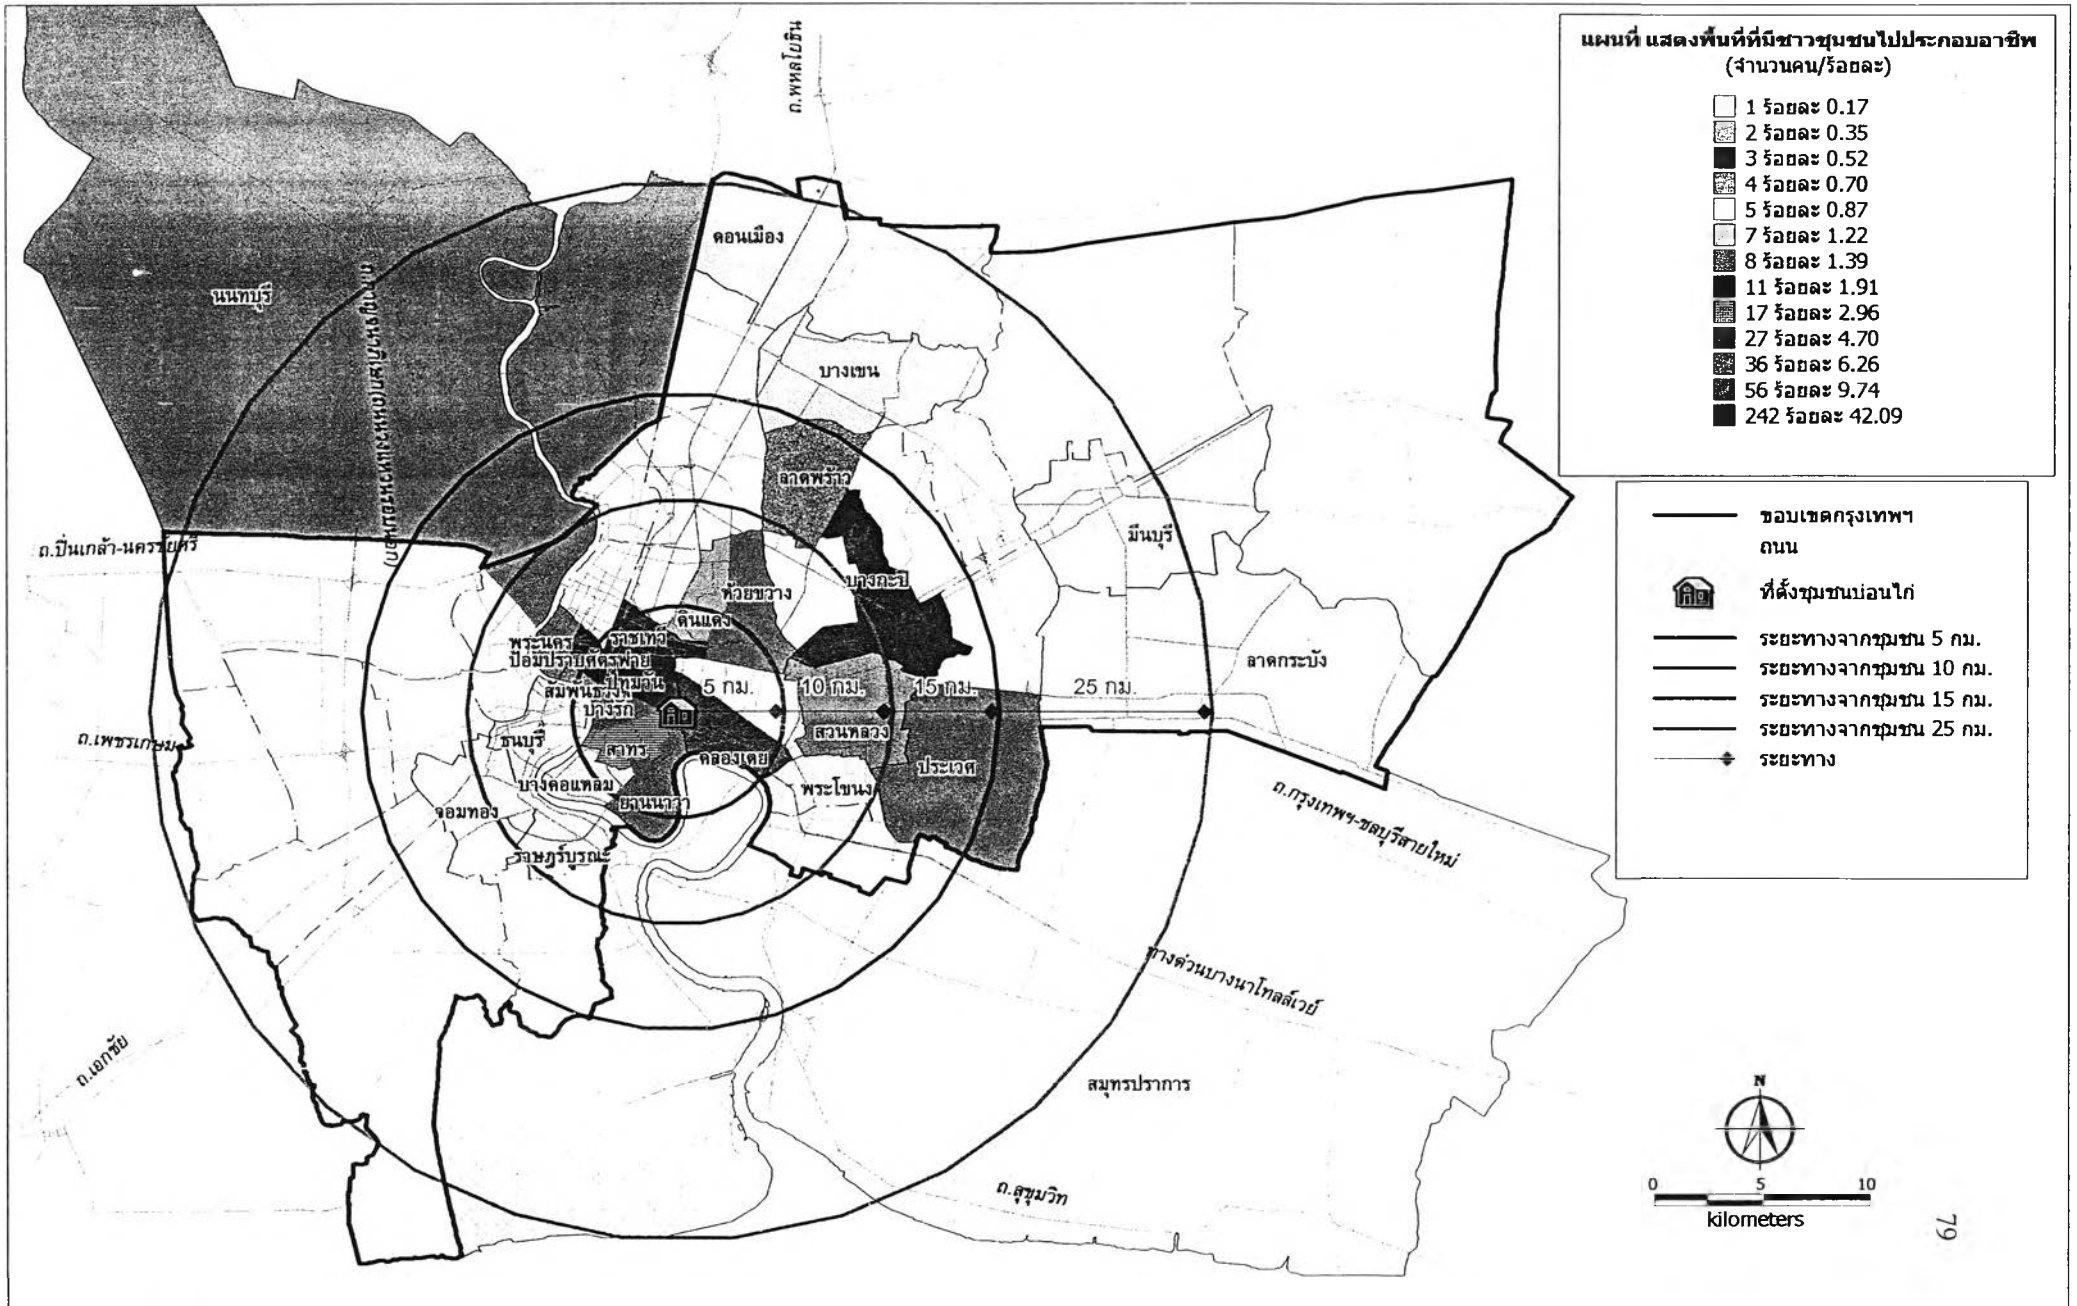 แผนที่ แสดงพื้นที่ที่มีชาวชุมชนไปประกอบอาชีพ
(จำนวนคน/ร้อยละ)
1 ร้อยละ 0.17
2 ร้อยละ 0.35
3 ร้อยละ 0.52
4 ร้อยละ 0.70
5 ร้อยละ 0.87
7 ร้อยละ 1.22
8 ร้อยละ 1.39
11 ร้อยละ 1.91
17 ร้อยละ 2.96
27 ร้อยละ 4.70
36 ร้อยละ 6.26
56 ร้อยละ 9.74
242 ร้อยละ 42.09
ขอบเขตกรุงเทพฯ
ถนน
ที่ตั้งชุมชนบ่อนไก่
ระยะทางจากชุมชน 5 กม.
ระยะทางจากชุมชน 10 กม.
ระยะทางจากชุมชน 15 กม.
ระยะทางจากชุมชน 25 กม.
ระยะทาง
ถ.พหลโยธิน
ดอนเมือง
นนทบุรี
บางเขน
ลาดพร้าว
มีนบุรี
ถ.ปิ่นเกล้า-นครชัยศรี
บางกะปิ
ห้วยขวาง
ดินแดง
พระนคร
ราชเทวี
ป้อมปราบศัตรูพ่าย
ลาดกระบัง
ปทุมวัน
สัมพันธวงศ์
5 กม.
10 กม.
15 กม.
25 กม.
บางรัก
ถ.เพชรเกษม
ธนบุรี
สาทร
สวนหลวง
คลองเตย
ประเวศ
บางคอแหลม
พระโขนง
ยานนาวา
จอมทอง
ราษฎร์บูรณะ
ถ.กรุงเทพฯ-ชลบุรีสายใหม่
ทางด่วนบางนาโทลล์เวย์
ถ.เอกชัย
สมุทรปราการ
ถ.สุขุมวิท
N
0 5 10
kilometers
79